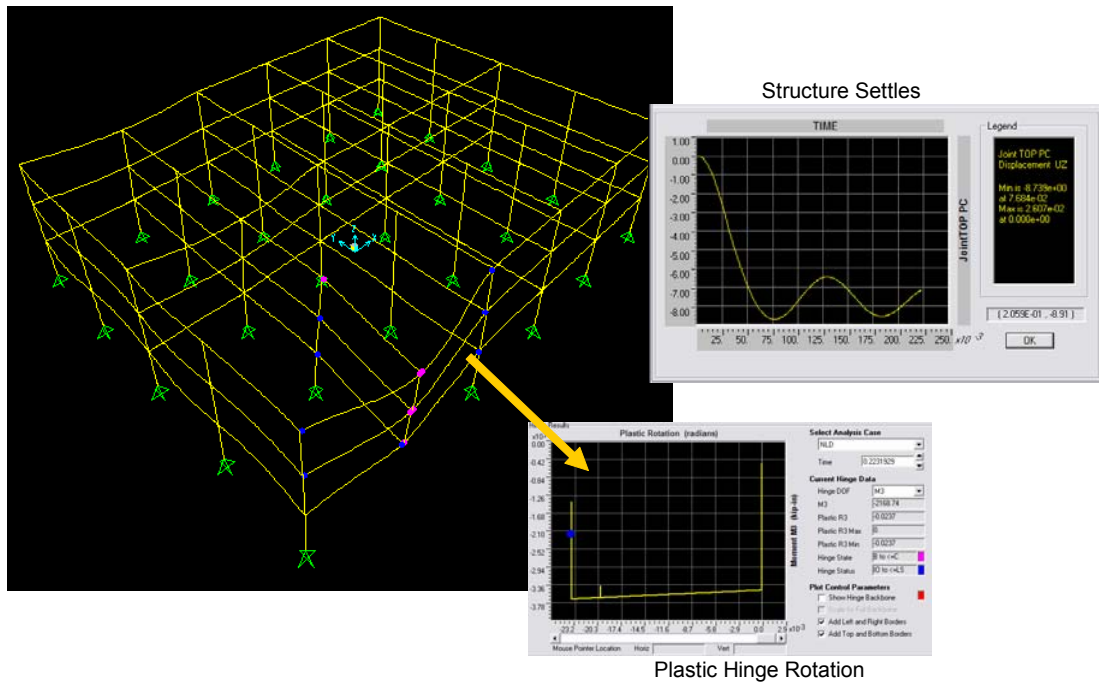 Structure Settles
TIME
1.00
0.00
-1.00
-2.00
-3.00
-4.00
-5.00
-6.00
-7.00
-8.00
25. 50. 75. 100. 125. 150. 175. 200. 225. 250. x10 -3
JointTOP PC
Legend
Joint TOP PC
Displacement UZ
Min is -8.739e+00
at 7.684e-02
Max is 2.607e-02
at 0.000e+00
( 2.059E-01 , -8.91 )
OK
Results
Plastic Rotation (radians)
0.00
-0.42
-0.84
-1.26
-1.68
-2.10
-2.52
-2.94
-3.36
-3.78
-23.2 -20.3 -17.4 -14.5 -11.6 -8.7 -5.8 -2.9 0.0 2.9 x10 -3
Moment M3 (kip-in)
Mouse Pointer Location Horiz Vert
Select Analysis Case
NLD
Time 0.2231929
Current Hinge Data
Hinge DOF M3
M3 -2168.74
Plastic R3 -0.0237
Plastic R3 Max 0.
Plastic R3 Min -0.0237
Hinge State B to <=C
Hinge Status IO to <=LS
Plot Control Parameters
Show Hinge Backbone
Add Left and Right Borders
Add Top and Bottom Borders
Plastic Hinge Rotation